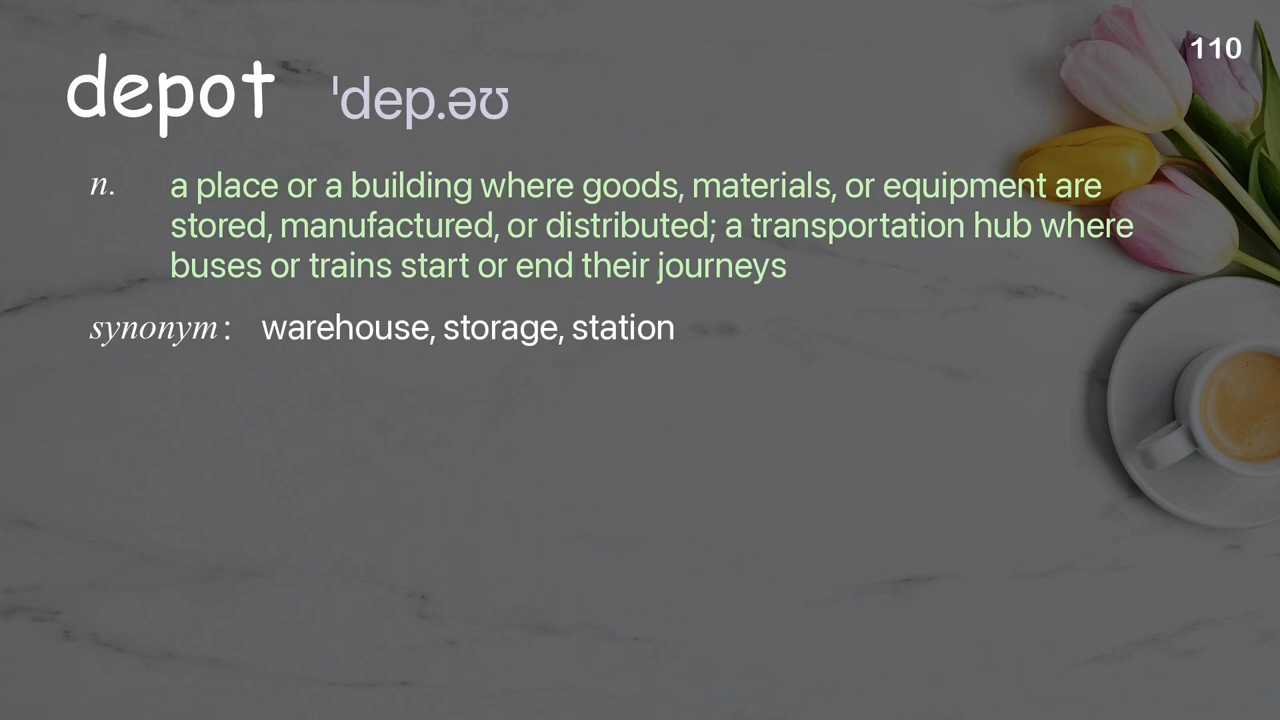 110
depot ˈdep.əʊ
n. a place or a building where goods, materials, or equipment are
stored, manufactured, or distributed; a transportation hub where
buses or trains start or end their journeys
synonym: warehouse, storage, station